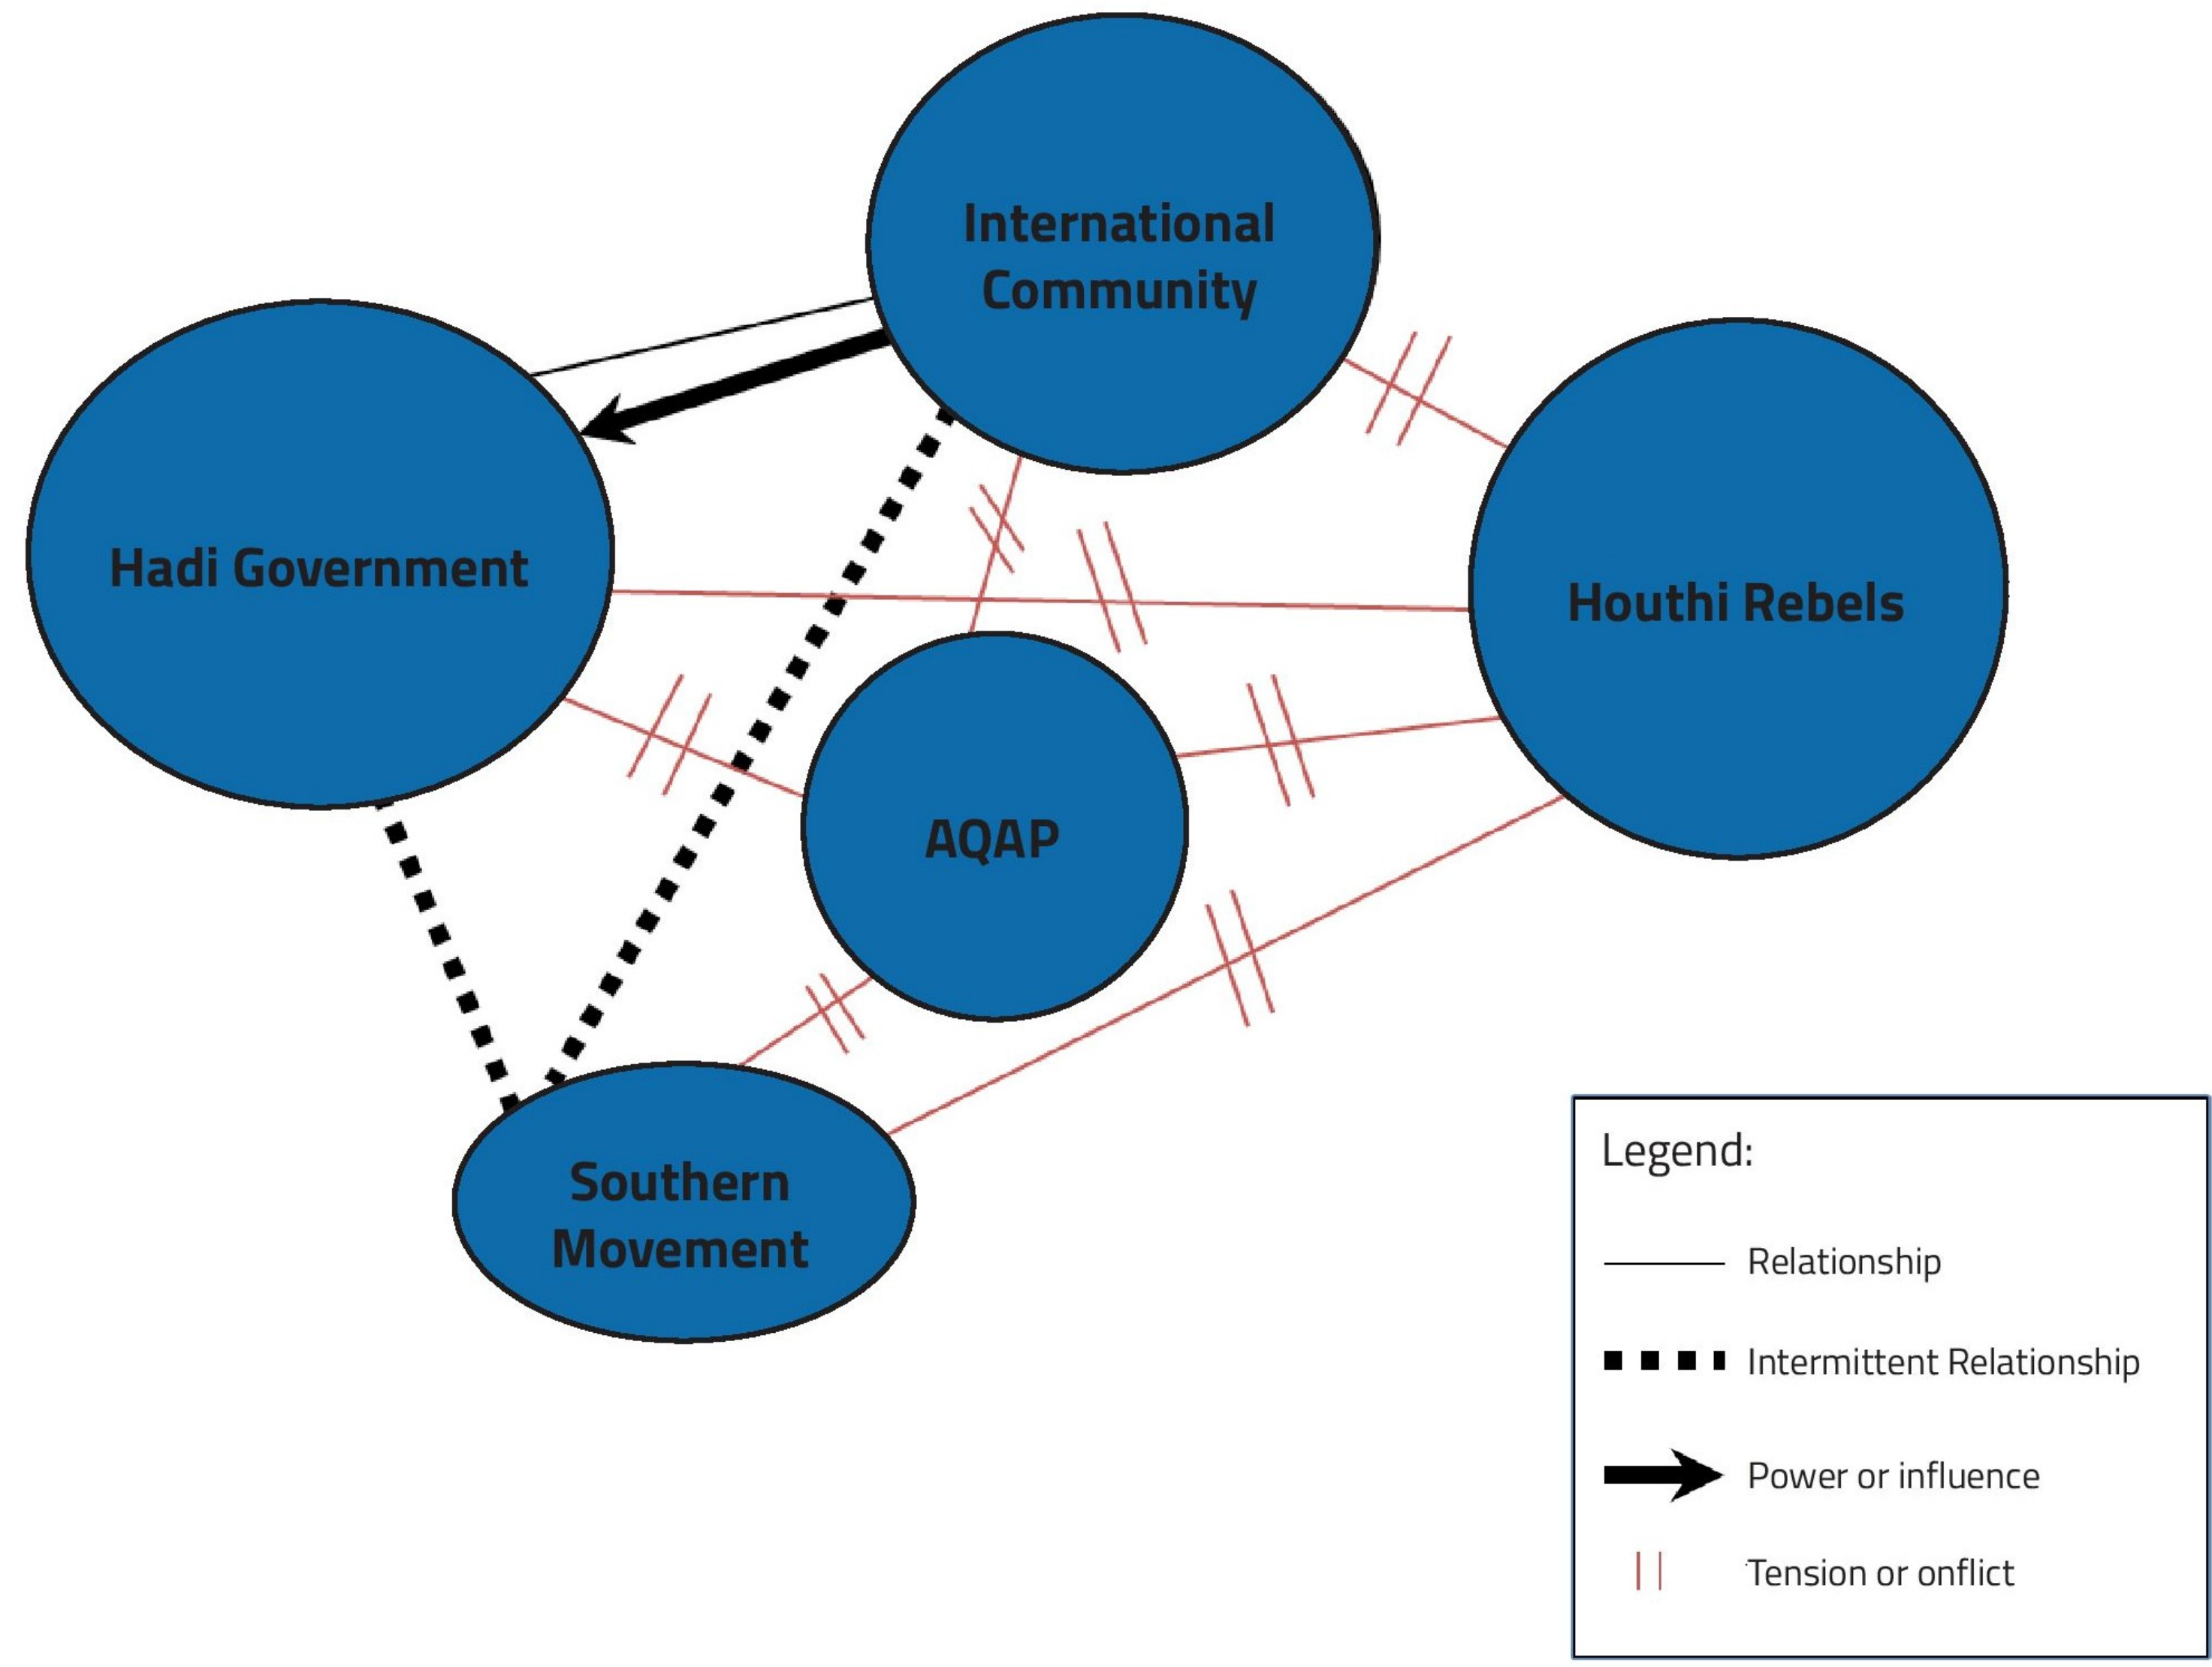 International
Community
Hadi Government
Houthi Rebels
AQAP
Southern
Movement
Legend:
Relationship
Intermittent Relationship
Power or influence
Tension or onflict